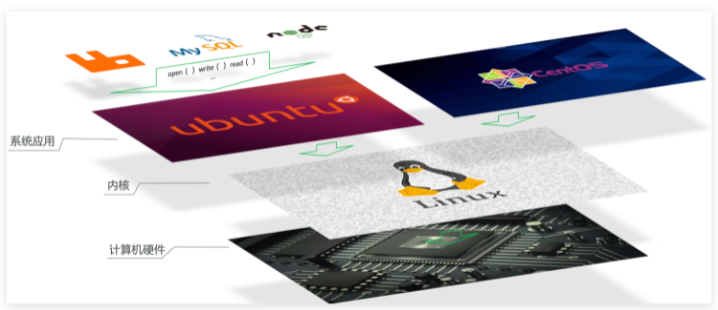 MySQL
node
open ( ) write ( ) read ( )
...
ubuntu
CentOS
系统应用
内核
Linux
计算机硬件